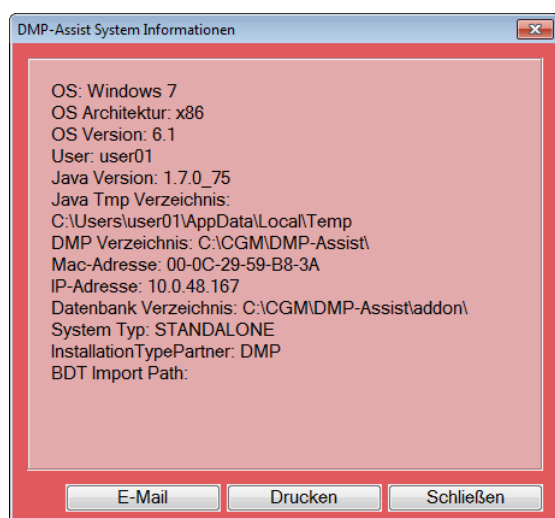 DMP-Assist System Informationen
OS: Windows 7
OS Architektur: x86
OS Version: 6.1
User: user01
Java Version: 1.7.0_75
Java Tmp Verzeichnis:
C:\Users\user01\AppData\Local\Temp
DMP Verzeichnis: C:\CGM\DMP-Assist\
Mac-Adresse: 00-0C-29-59-B8-3A
IP-Adresse: 10.0.48.167
Datenbank Verzeichnis: C:\CGM\DMP-Assist\addon\
System Typ: STANDALONE
InstallationTypePartner: DMP
BDT Import Path:
E-Mail Drucken Schließen